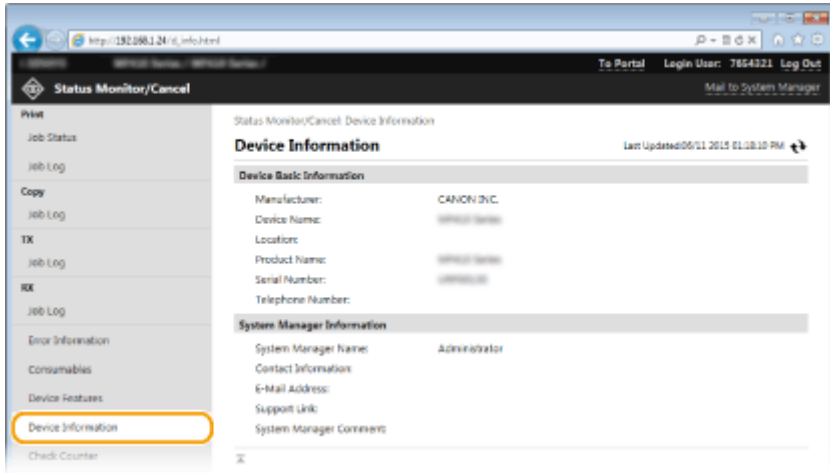 http://192.168.1.24/d_info.html
To Portal Login User: 7654321 Log Out
Status Monitor/Cancel
Mail to System Manager
Print
Job Status
Job Log
Copy
Job Log
TX
Job Log
RX
Job Log
Error Information
Consumables
Device Features
Device Information
Check Counter
Status Monitor/Cancel: Device Information
Device Information
Last Updated:06/11 2015 01:18:10 PM
Device Basic Information
Manufacturer: CANON INC.
Device Name:
Location:
Product Name:
Serial Number:
Telephone Number:
System Manager Information
System Manager Name: Administrator
Contact Information:
E-Mail Address:
Support Link:
System Manager Comment: